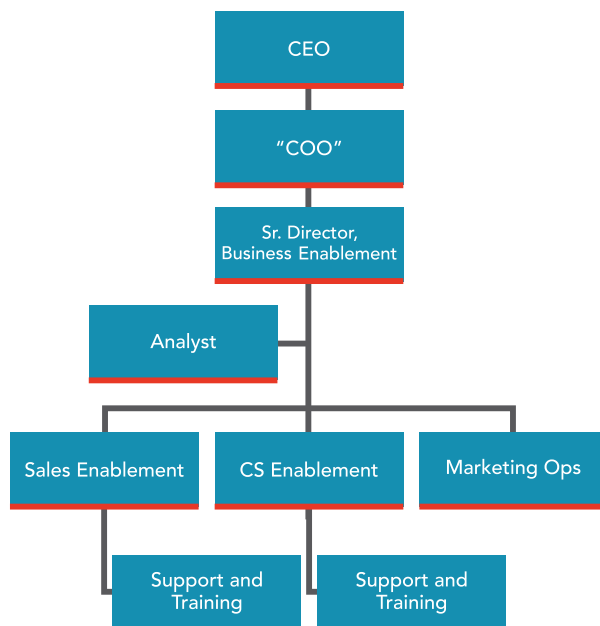 CEO
“COO”
Sr. Director,
Business Enablement
Analyst
Sales Enablement
CS Enablement
Marketing Ops
Support and
Training
Support and
Training